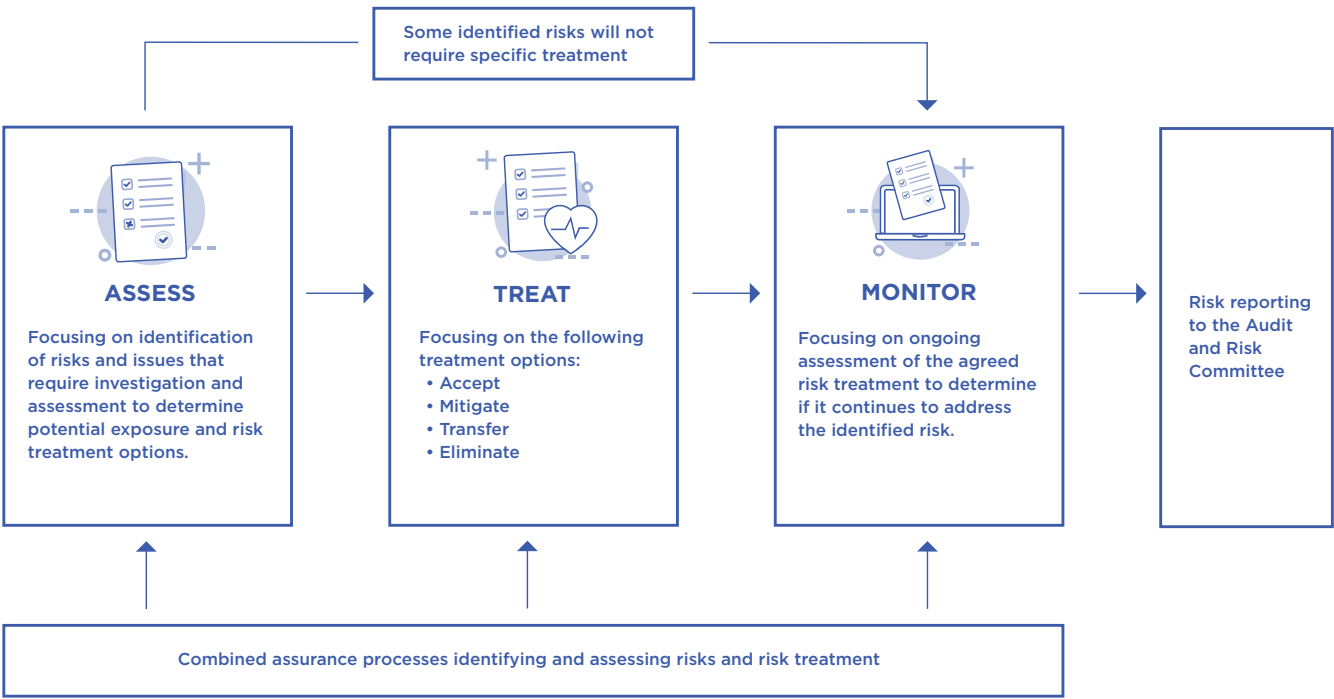 Some identified risks will not
require specific treatment
ASSESS
Focusing on identification
of risks and issues that
require investigation and
assessment to determine
potential exposure and risk
treatment options.
TREAT
Focusing on the following
treatment options:
• Accept
• Mitigate
• Transfer
• Eliminate
MONITOR
Focusing on ongoing
assessment of the agreed
risk treatment to determine
if it continues to address
the identified risk.
Risk reporting
to the Audit
and Risk
Committee
Combined assurance processes identifying and assessing risks and risk treatment